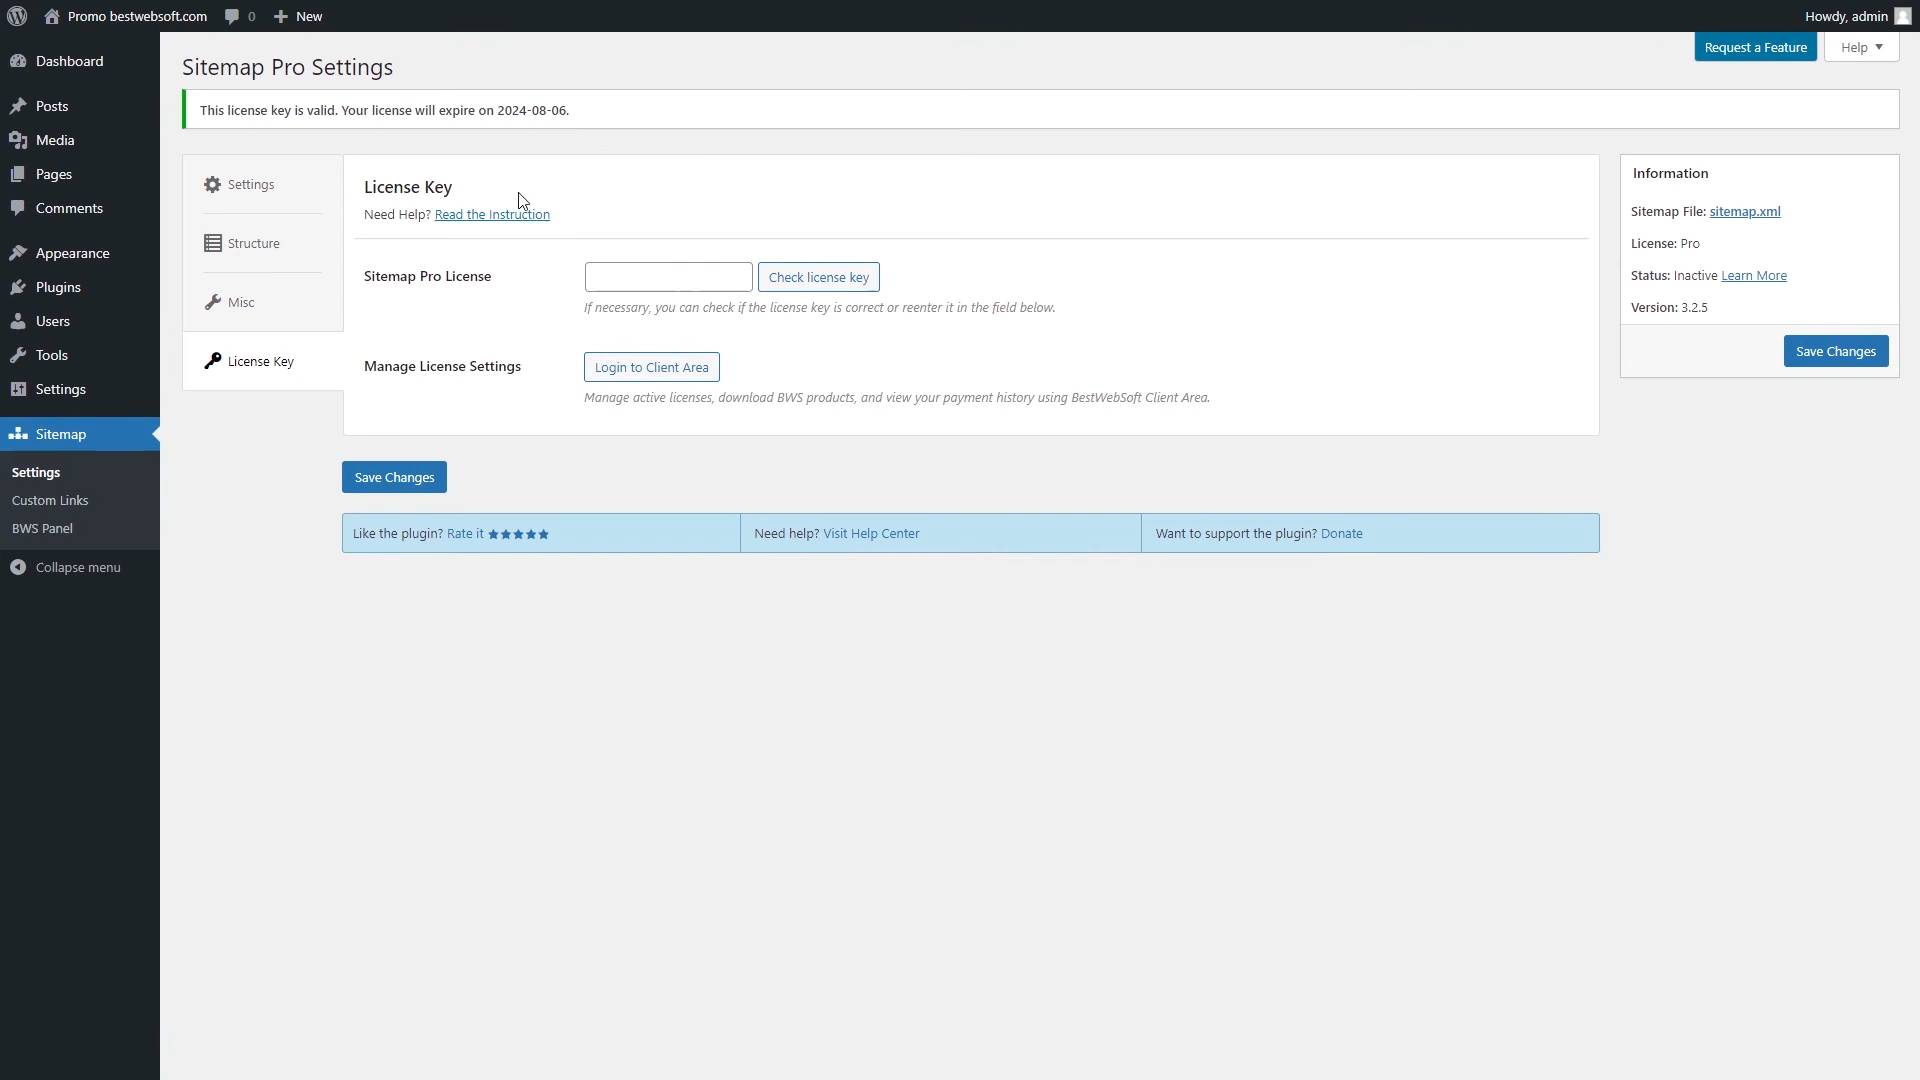 Promo bestwebsoft.com 0 New Howdy, admin
Dashboard
Posts
Media
Pages
Comments
Appearance
Plugins
Users
Tools
Settings
Sitemap
Settings
Custom Links
BWS Panel
Collapse menu
Request a Feature Help
Sitemap Pro Settings
This license key is valid. Your license will expire on 2024-08-06.
Settings
Structure
Misc
License Key
License Key
Need Help? Read the Instruction
Sitemap Pro License Check license key
If necessary, you can check if the license key is correct or reenter it in the field below.
Manage License Settings Login to Client Area
Manage active licenses, download BWS products, and view your payment history using BestWebSoft Client Area.
Save Changes
Like the plugin? Rate it Need help? Visit Help Center Want to support the plugin? Donate
Information
Sitemap File: sitemap.xml
License: Pro
Status: Inactive Learn More
Version: 3.2.5
Save Changes